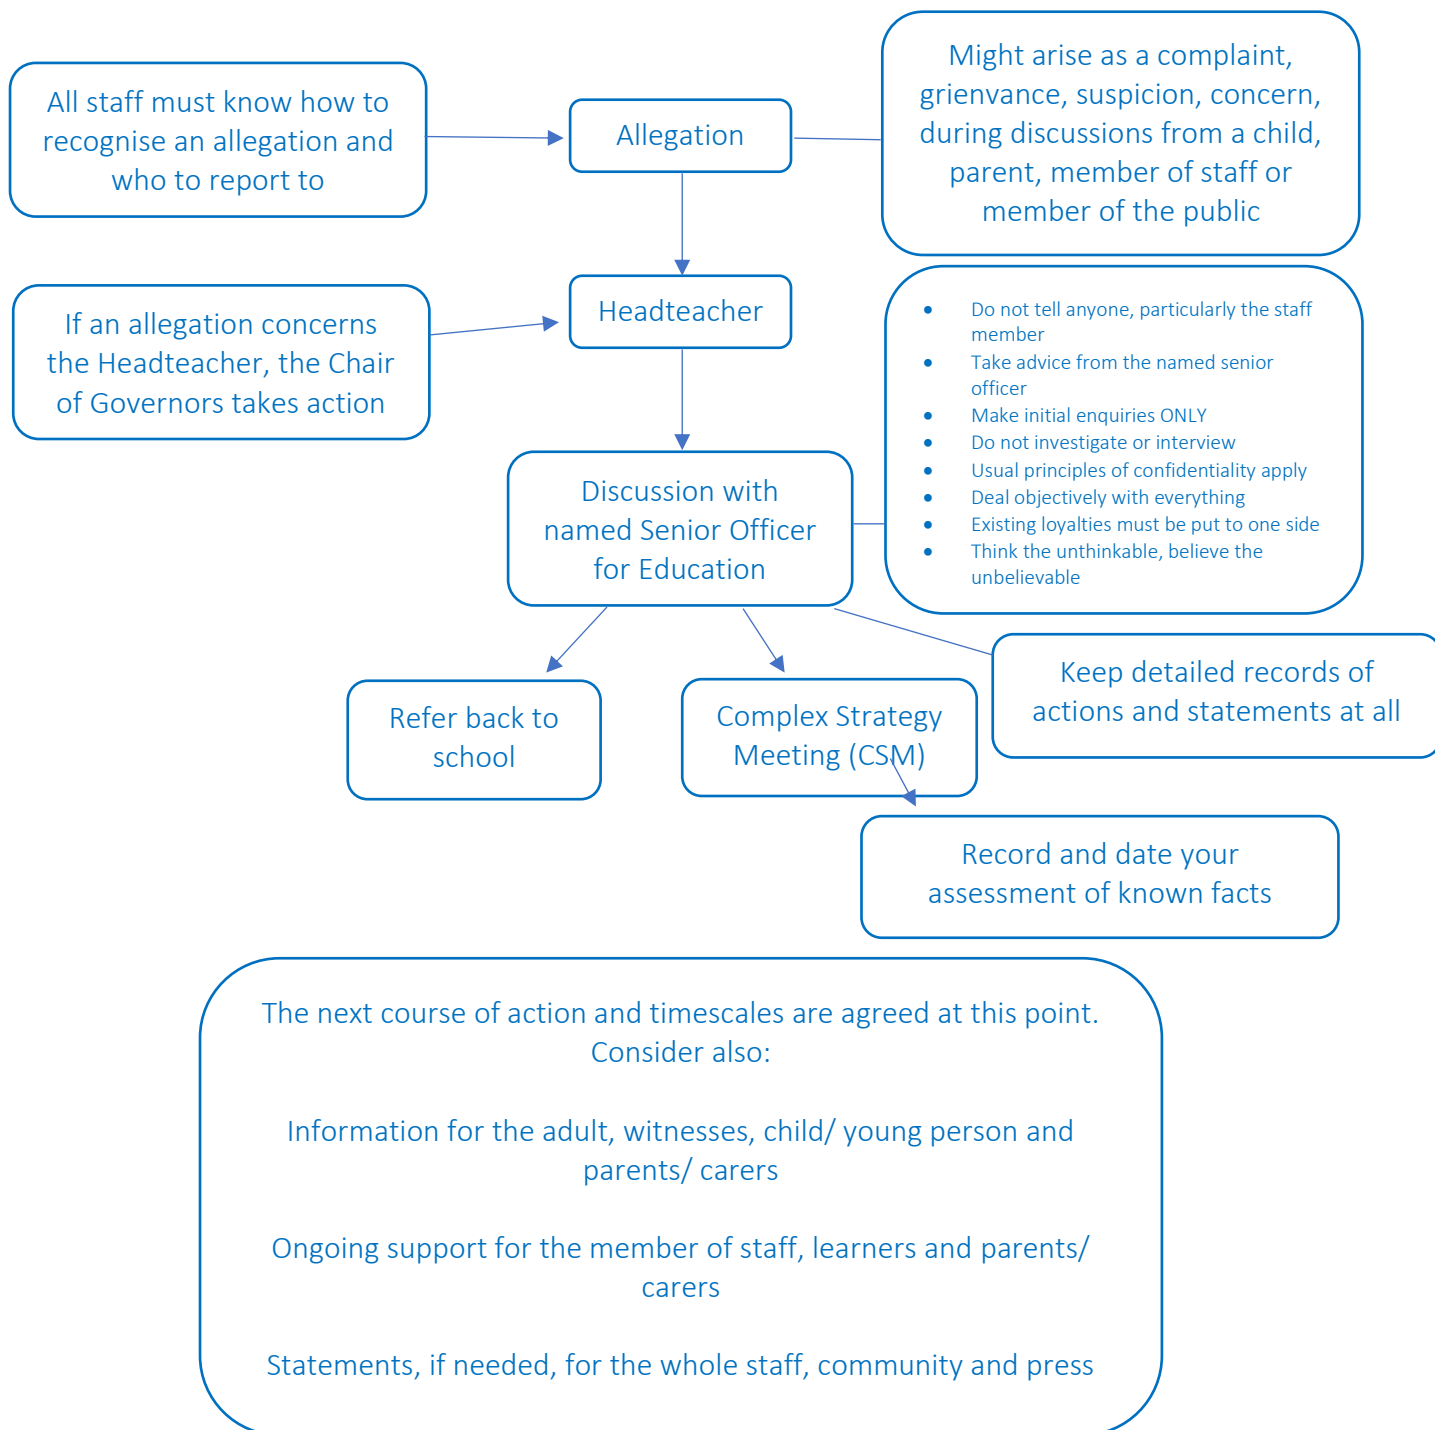 All staff must know how to
recognise an allegation and
who to report to
Allegation
Might arise as a complaint,
grienvance, suspicion, concern,
during discussions from a child,
parent, member of staff or
member of the public
If an allegation concerns
the Headteacher, the Chair
of Governors takes action
Headteacher
• Do not tell anyone, particularly the staff
member
• Take advice from the named senior
officer
• Make initial enquiries ONLY
• Do not investigate or interview
• Usual principles of confidentiality apply
• Deal objectively with everything
• Existing loyalties must be put to one side
• Think the unthinkable, believe the
unbelievable
Discussion with
named Senior Officer
for Education
Keep detailed records of
actions and statements at all
Refer back to
school
Complex Strategy
Meeting (CSM)
Record and date your
assessment of known facts
The next course of action and timescales are agreed at this point.
Consider also:
Information for the adult, witnesses, child/ young person and
parents/ carers
Ongoing support for the member of staff, learners and parents/
carers
Statements, if needed, for the whole staff, community and press